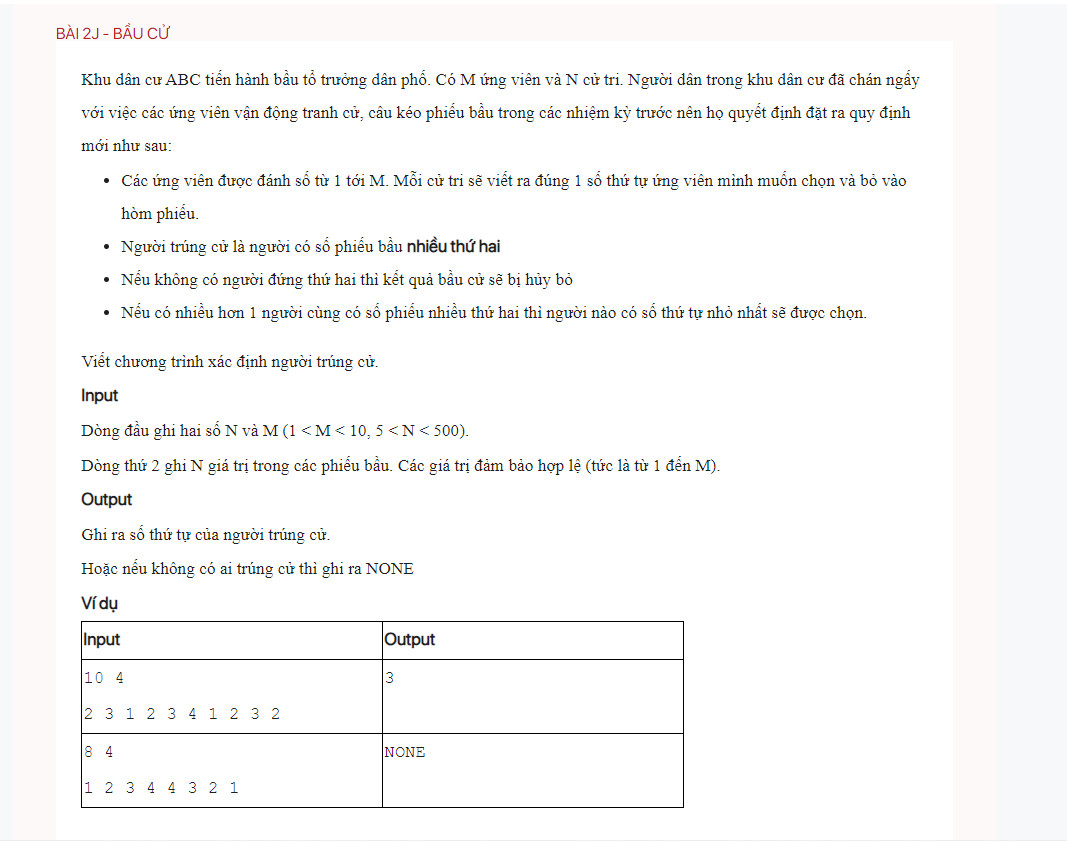 BÀI 2J - BẦU CỬ
Khu dân cư ABC tiến hành bầu tổ trưởng dân phố. Có M ứng viên và N cử tri. Người dân trong khu dân cư đã chán ngấy
với việc các ứng viên vận động tranh cử, câu kéo phiếu bầu trong các nhiệm kỳ trước nên họ quyết định đặt ra quy định
mới như sau:
• Các ứng viên được đánh số từ 1 tới M. Mỗi cử tri sẽ viết ra đúng 1 số thứ tự ứng viên mình muốn chọn và bỏ vào
hòm phiếu.
• Người trúng cử là người có số phiếu bầu nhiều thứ hai
• Nếu không có người đứng thứ hai thì kết quả bầu cử sẽ bị hủy bỏ
• Nếu có nhiều hơn 1 người cùng có số phiếu nhiều thứ hai thì người nào có số thứ tự nhỏ nhất sẽ được chọn.
Viết chương trình xác định người trúng cử.
Input
Dòng đầu ghi hai số N và M (1 < M < 10, 5 < N < 500).
Dòng thứ 2 ghi N giá trị trong các phiếu bầu. Các giá trị đảm bảo hợp lệ (tức là từ 1 đến M).
Output
Ghi ra số thứ tự của người trúng cử.
Hoặc nếu không có ai trúng cử thì ghi ra NONE
Ví dụ
Input Output
10 4 3
2 3 1 2 3 4 1 2 3 2
8 4 NONE
1 2 3 4 4 3 2 1